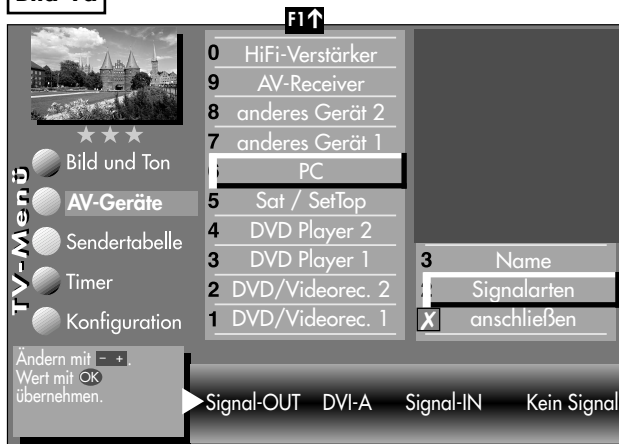 F1↑
0 HiFi-Verstärker
9 AV-Receiver
8 anderes Gerät 2
7 anderes Gerät 1
PC
5 Sat / SetTop
4 DVD Player 2
3 DVD Player 1
2 DVD/Videorec. 2
1 DVD/Videorec. 1
TV-Menü
Bild und Ton
AV-Geräte
Sendertabelle
Timer
Konfiguration
3 Name
Signalarten
X anschließen
Ändern mit - + .
Wert mit OK
übernehmen.
Signal-OUT DVI-A Signal-IN Kein Signal